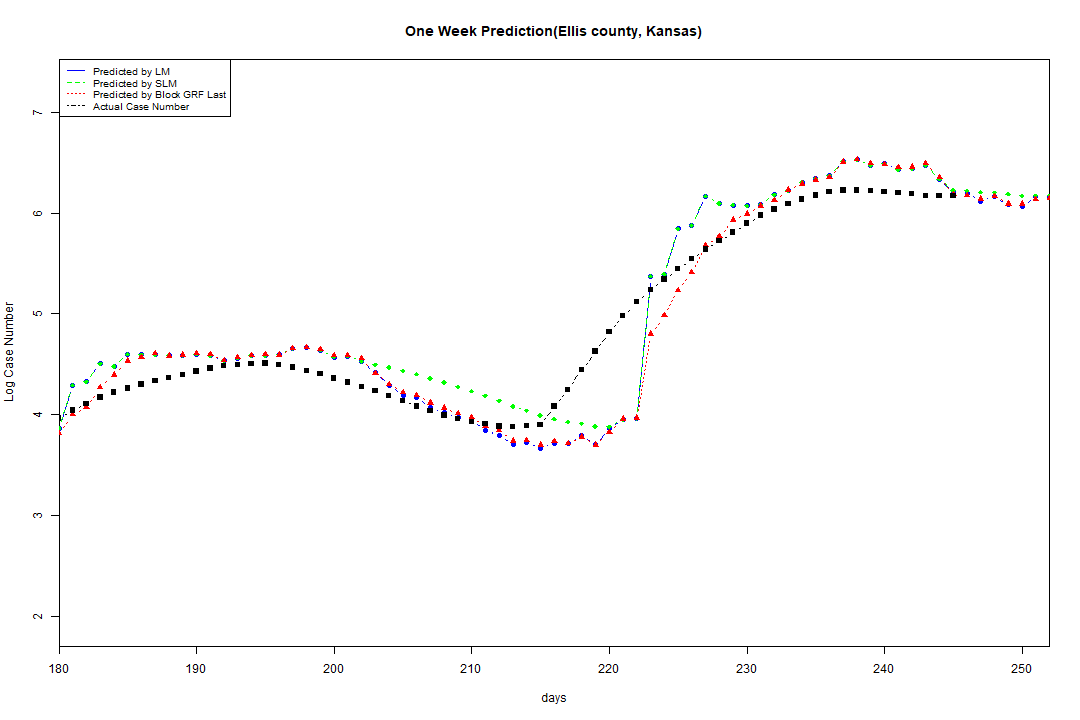 One Week Prediction(Ellis county, Kansas)
Predicted by LM
Predicted by SLM
Predicted by Block GRF Last
Actual Case Number
7
6
5
4
3
2
Log Case Number
180 190 200 210 220 230 240 250
days